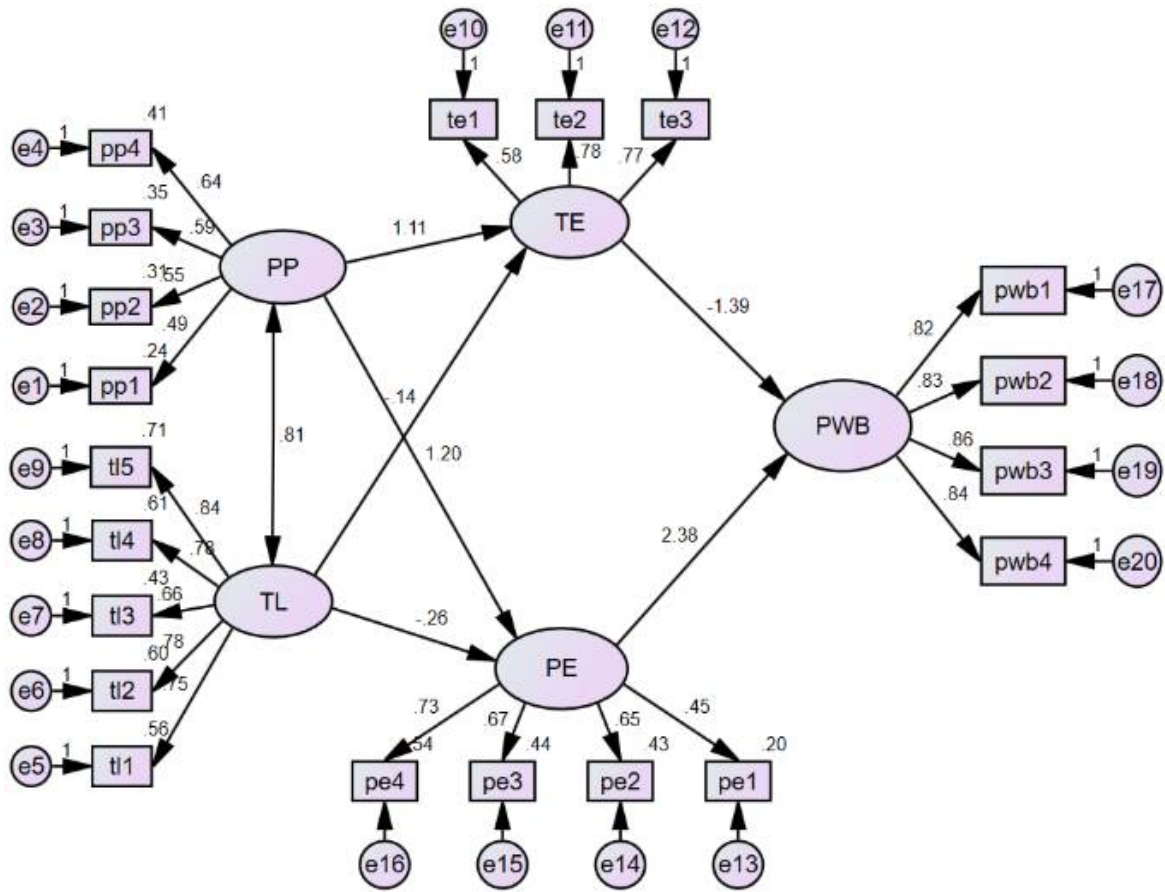 e10 e11 e12
1 1 1
te1 te2 te3
.58 .78 .77
TE
.41
e4 1 pp4
.64
.35
e3 1 pp3
.59
.31
e2 1 pp2
.55
.49
.24
e1 1 pp1
PP
1.11
-.14
.81
1.20
-1.39
.71
e9 1 tl5
.84
.61
e8 1 tl4
.78
.43
e7 1 tl3
.66
.60
e6 1 tl2
.78
.75
.56
e5 1 tl1
TL
-.26
PE
2.38
.73 .67 .65 .45
.54 .44 .43 .20
pe4 pe3 pe2 pe1
e16 e15 e14 e13
PWB
.82
pwb1 1 e17
.83
pwb2 1 e18
.86
pwb3 1 e19
.84
pwb4 1 e20